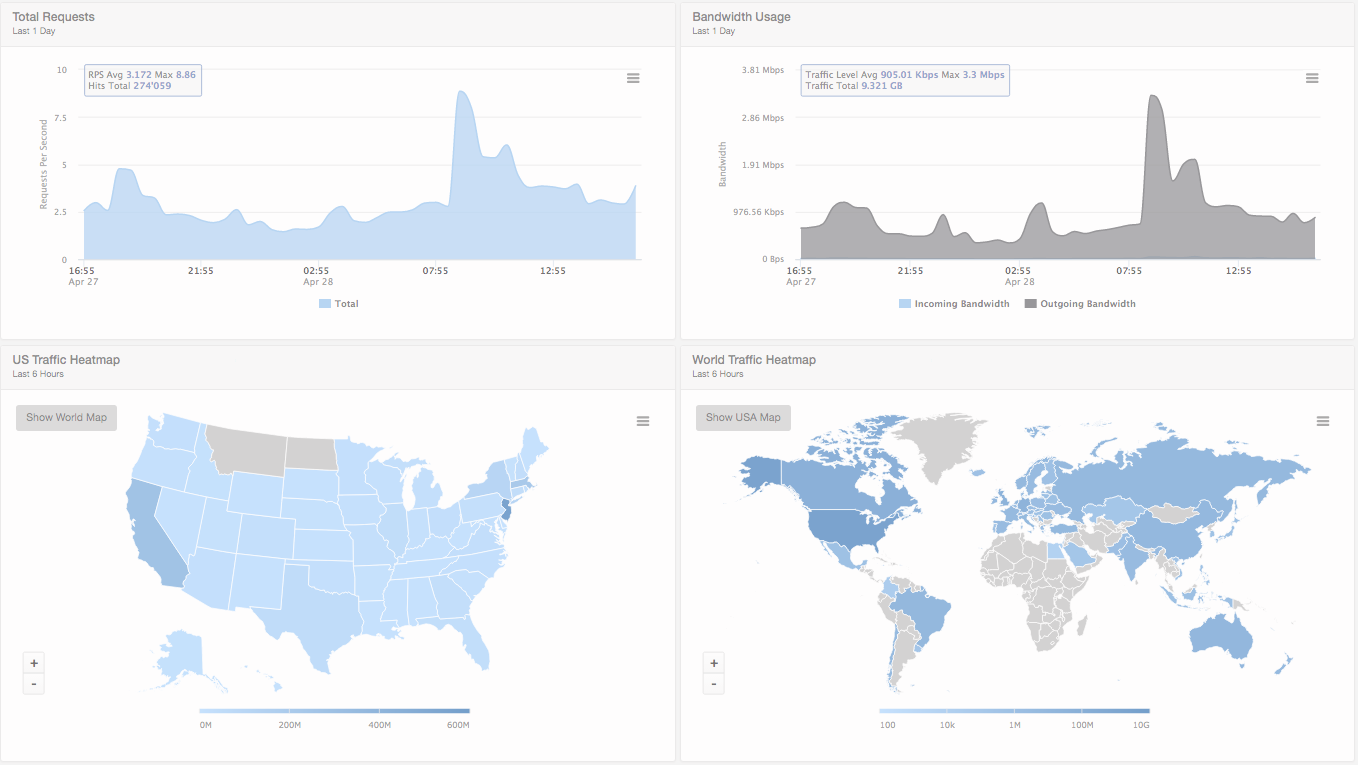 Total Requests
Last 1 Day
RPS Avg 3.172 Max 8.86
Hits Total 274'059
10
7.5
5
2.5
0
Requests Per Second
16:55
21:55
02:55
07:55
12:55
Apr 27
Apr 28
Total
Bandwidth Usage
Last 1 Day
Traffic Level Avg 905.01 Kbps Max 3.3 Mbps
Traffic Total 9.321 GB
3.81 Mbps
2.86 Mbps
1.91 Mbps
976.56 Kbps
0 Bps
Bandwidth
16:55
21:55
02:55
07:55
12:55
Apr 27
Apr 28
Incoming Bandwidth
Outgoing Bandwidth
US Traffic Heatmap
Last 6 Hours
Show World Map
+
-
0M
200M
400M
600M
World Traffic Heatmap
Last 6 Hours
Show USA Map
+
-
100
10k
1M
100M
10G